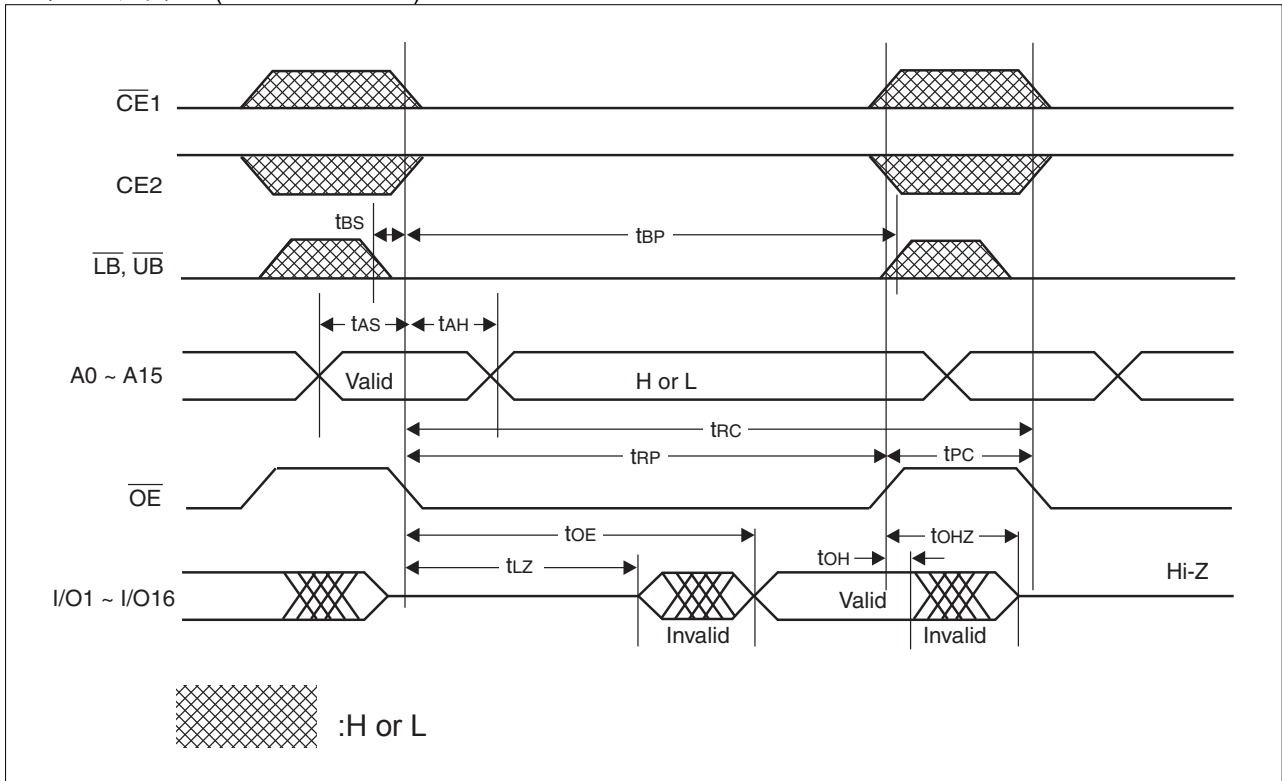 CE1
CE2
tBS
tBP
LB, UB
tAS
tAH
A0 ~ A15
Valid
H or L
tRC
tRP
tPC
OE
tOE
tOHZ
tLZ
tOH
Hi-Z
I/O1 ~ I/O16
Valid
Invalid
Invalid
:H or L